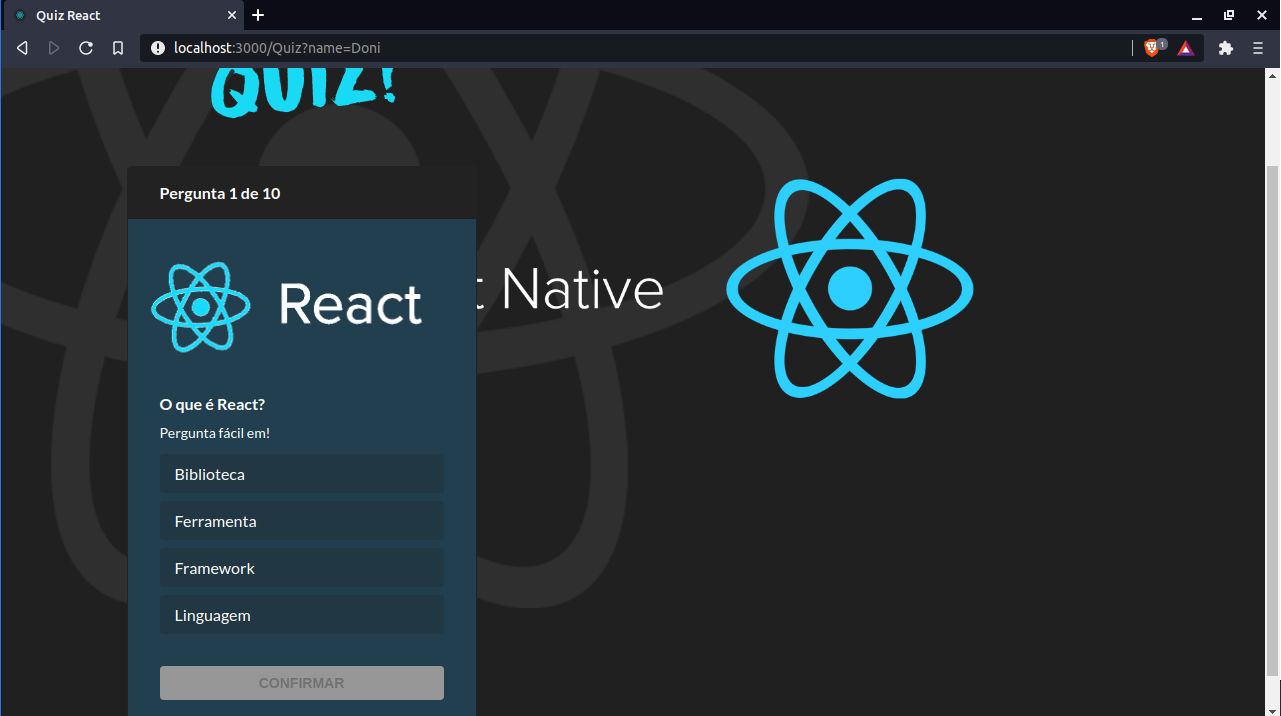 Quiz React
localhost:3000/Quiz?name=Doni
1
QUIZ!
Pergunta 1 de 10
React
t Native
O que é React?
Pergunta fácil em!
Biblioteca
Ferramenta
Framework
Linguagem
CONFIRMAR